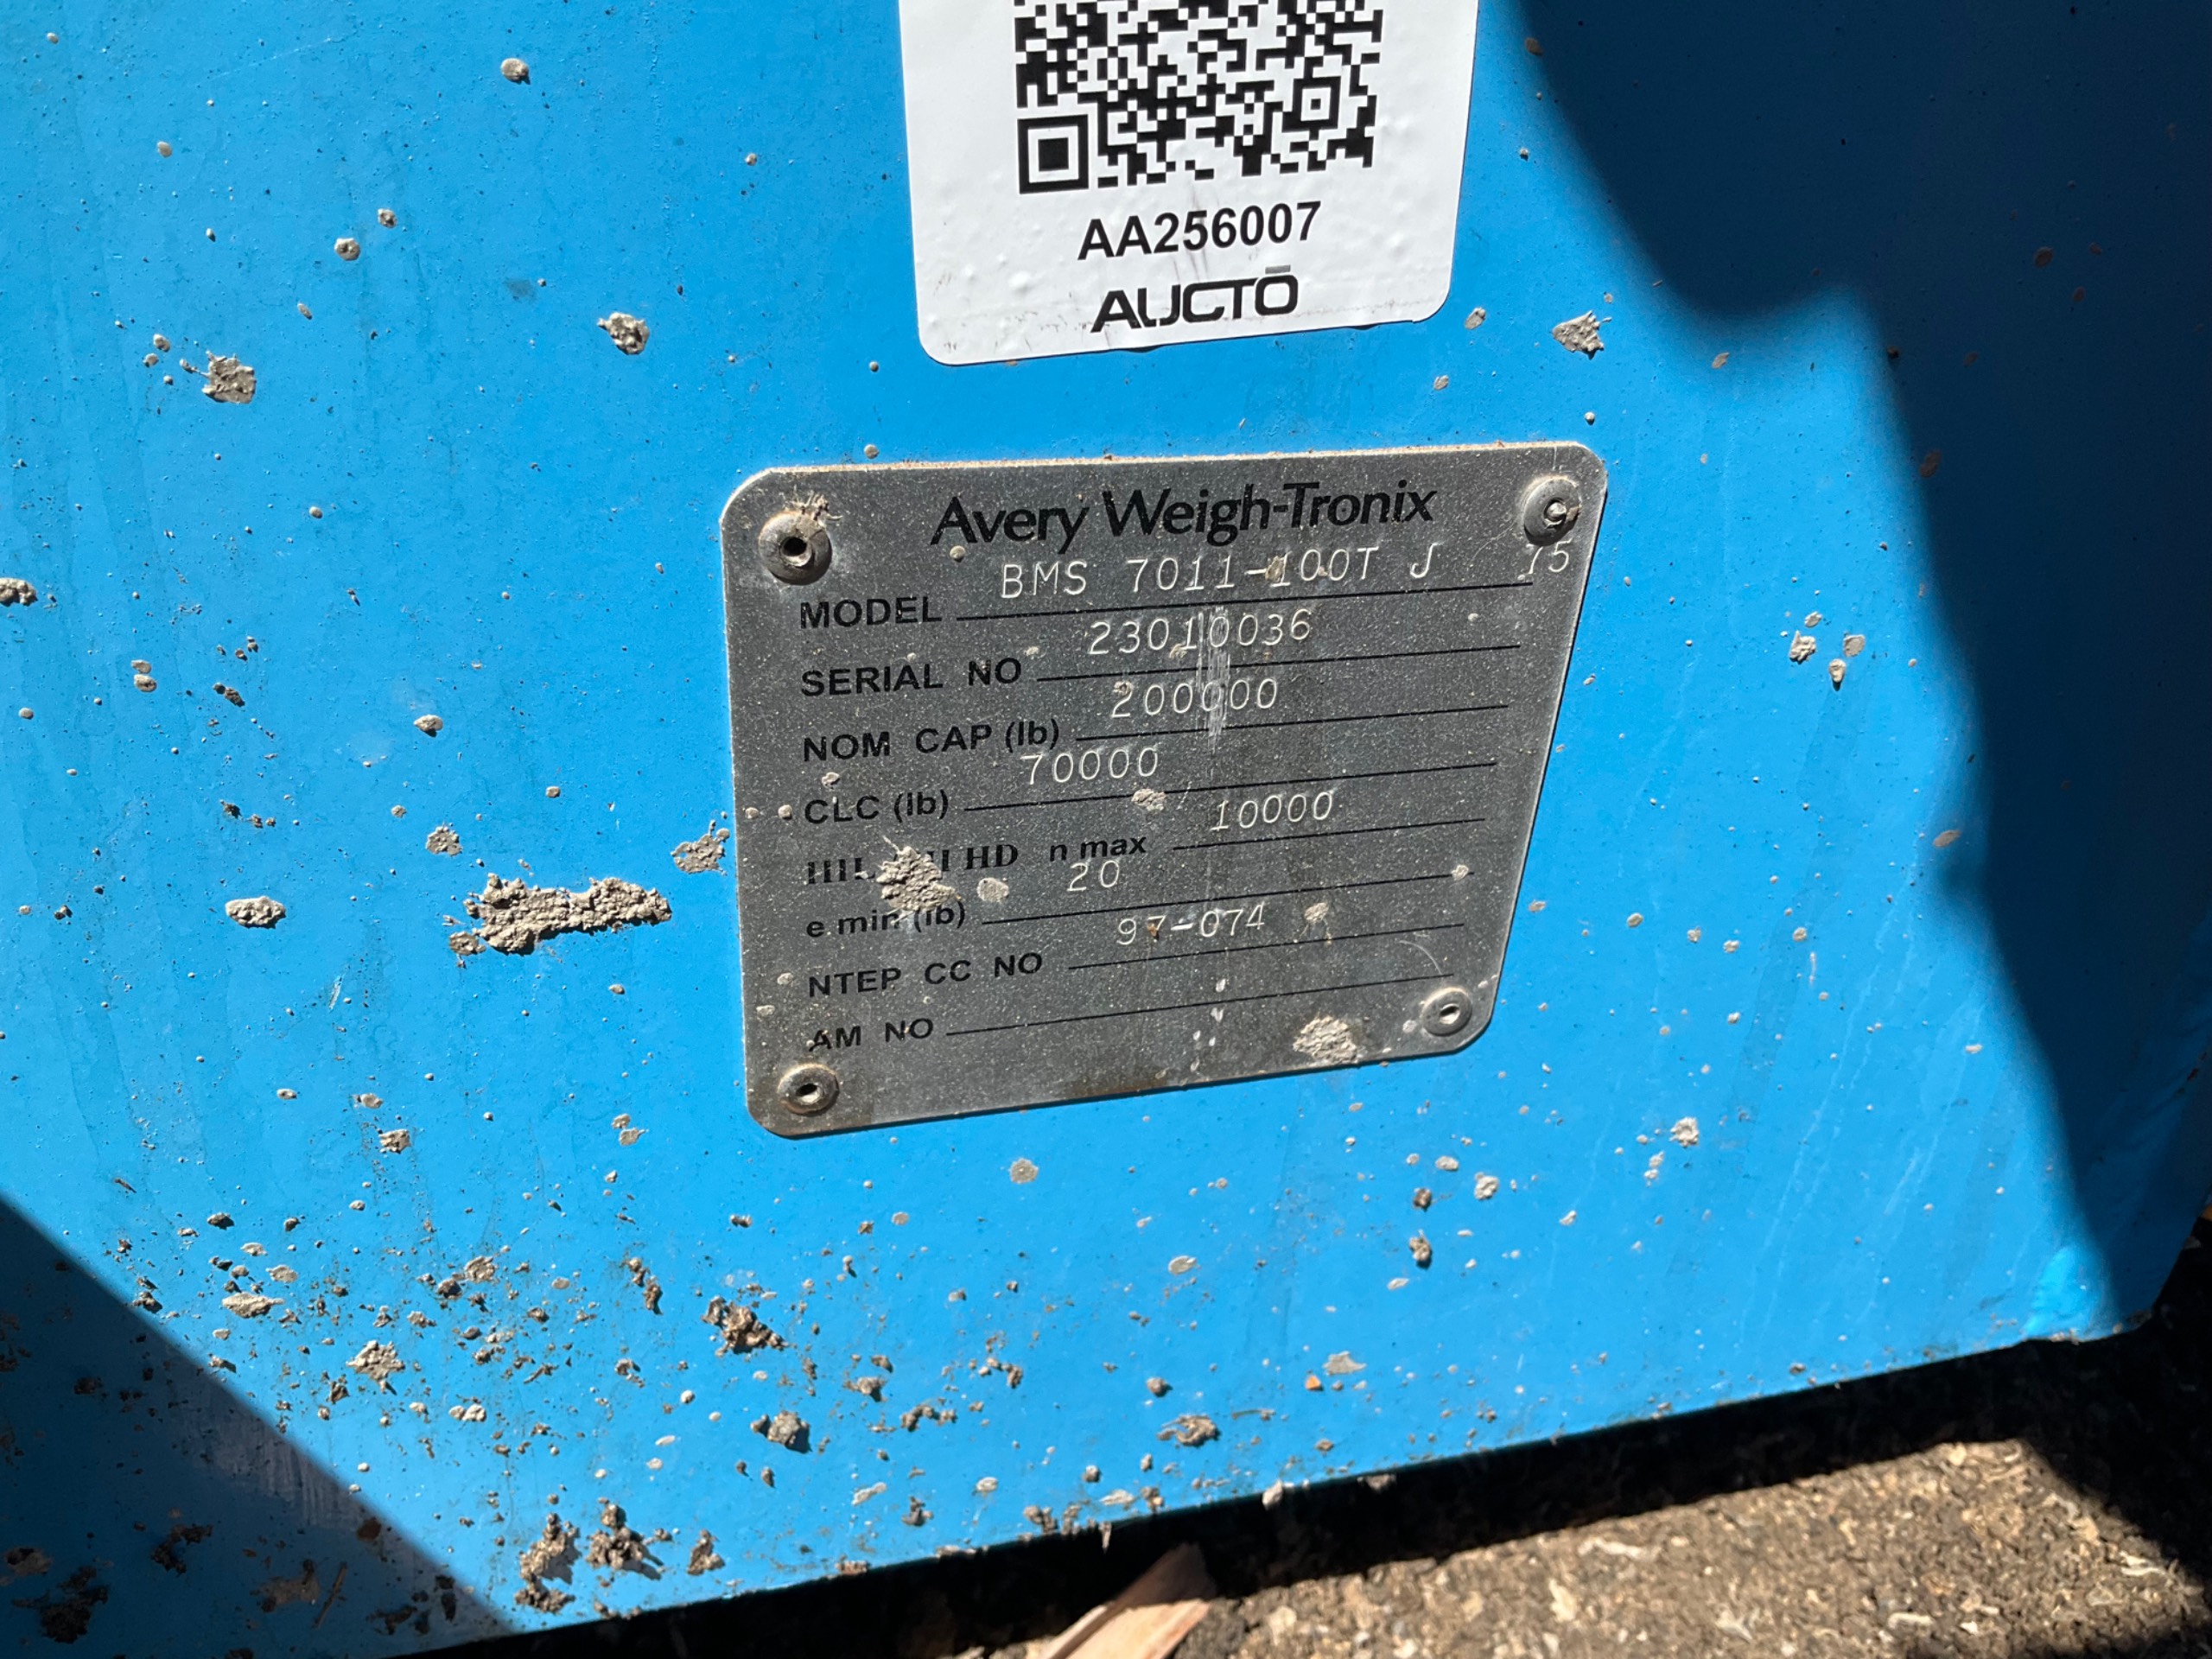 AA256007
AUCTŌ
Avery Weigh-Tronix
MODEL BMS 7011-100T J 75
SERIAL NO 23010036
NOM CAP (lb) 200000
CLC (lb) 70000
HD n max 10000
e min (lb) 20
NTEP CC NO 97-074
AM NO